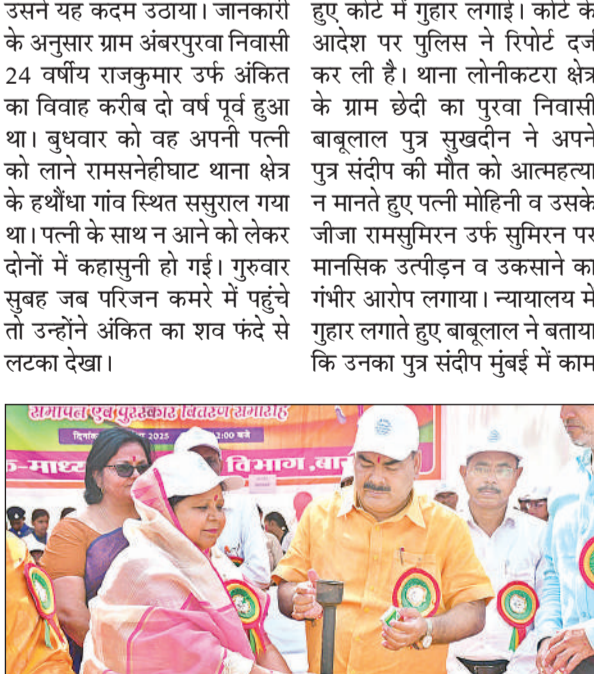 उसने यह कदम उठाया। जानकारी
के अनुसार ग्राम अंबरपुरवा निवासी
24 वर्षीय राजकुमार उर्फ अंकित
का विवाह करीब दो वर्ष पूर्व हुआ
था। बुधवार को वह अपनी पत्नी
को लाने रामसनेहीघाट थाना क्षेत्र
के हथौंधा गांव स्थित ससुराल गया
था। पत्नी के साथ न आने को लेकर
दोनों में कहासुनी हो गई। गुरुवार
सुबह जब परिजन कमरे में पहुंचे
तो उन्होंने अंकित का शव फंदे से
लटका देखा।
हुए कोर्ट में गुहार लगाई। कोर्ट के
आदेश पर पुलिस ने रिपोर्ट दर्ज
कर ली है। थाना लोनीकटरा क्षेत्र
के ग्राम छेदी का पुरवा निवासी
बाबूलाल पुत्र सुखदीन ने अपने
पुत्र संदीप की मौत को आत्महत्या
न मानते हुए पत्नी मोहिनी व उसके
जीजा रामसुमिरन उर्फ सुमिरन पर
मानसिक उत्पीड़न व उकसाने का
गंभीर आरोप लगाया। न्यायालय में
गुहार लगाते हुए बाबूलाल ने बताया
कि उनका पुत्र संदीप मुंबई में काम
समापन एवं पुरस्कार वितरण समारोह
2025 2:00 बजे
विभाग